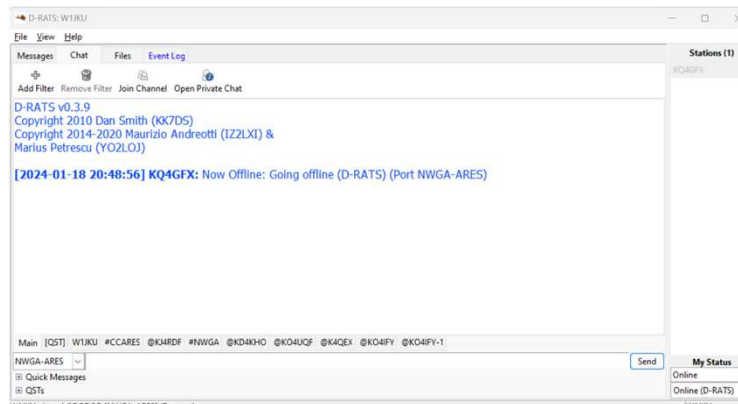 D-RATS: W1JKU
File View Help
Messages Chat Files Event Log
Stations (1)
KQ4GFX
Add Filter Remove Filter Join Channel Open Private Chat
D-RATS v0.3.9
Copyright 2010 Dan Smith (KK7DS)
Copyright 2014-2020 Maurizio Andreotti (IZ2LXI) &
Marius Petrescu (YO2LOJ)
[2024-01-18 20:48:56] KQ4GFX: Now Offline: Going offline (D-RATS) (Port NWGA-ARES)
Main [QST] W1JKU #CCARES @KJ4RDF #NWGA @KD4KHO @KO4UQF @K4QEX @KO4IFY @KO4IFY-1
NWGA-ARES Send
My Status
Quick Messages
Online
QSTs
Online (D-RATS)